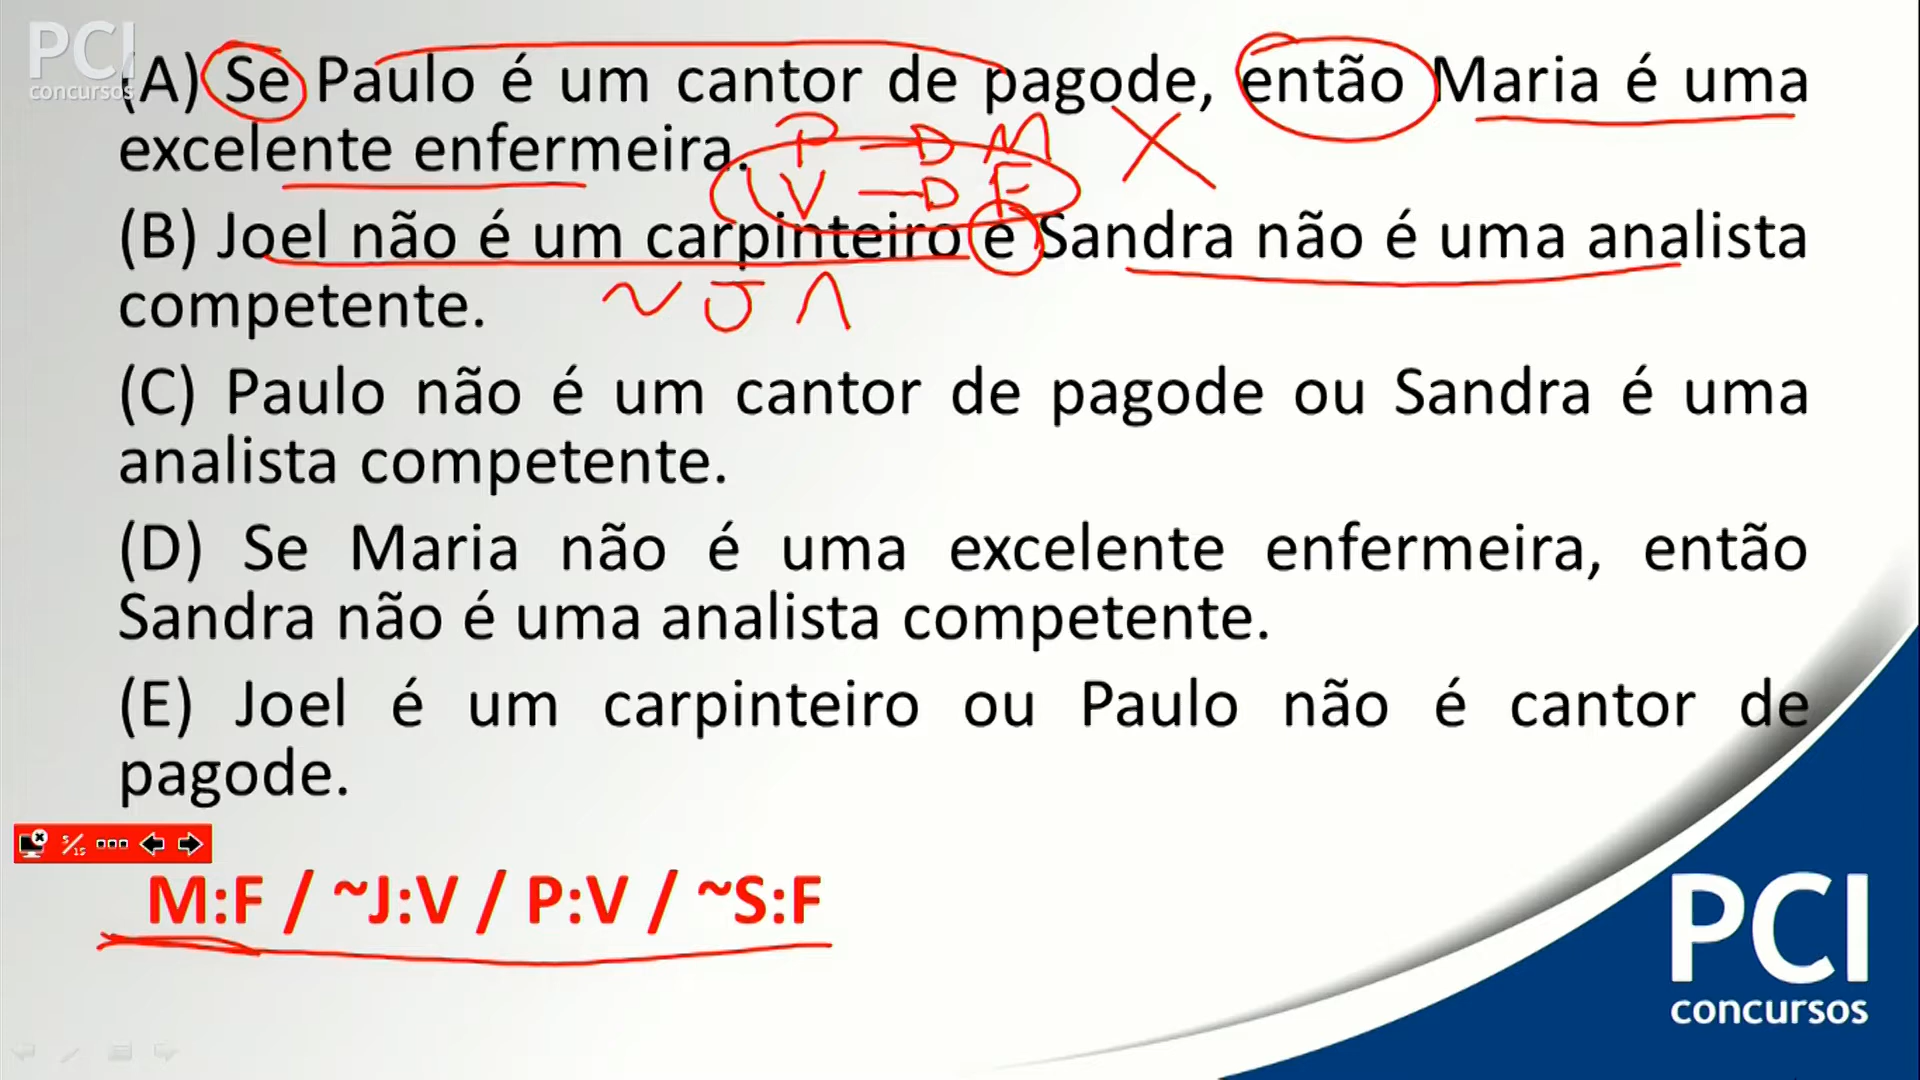 PCI
concursos
(A) Se Paulo é um cantor de pagode, então Maria é uma
excelente enfermeira.
P → M
V → F
(B) Joel não é um carpinteiro e Sandra não é uma analista
competente.
~ J ∧
(C) Paulo não é um cantor de pagode ou Sandra é uma
analista competente.
(D) Se Maria não é uma excelente enfermeira, então
Sandra não é uma analista competente.
(E) Joel é um carpinteiro ou Paulo não é cantor de
pagode.
5/15
M:F / ~J:V / P:V / ~S:F
PCI
concursos